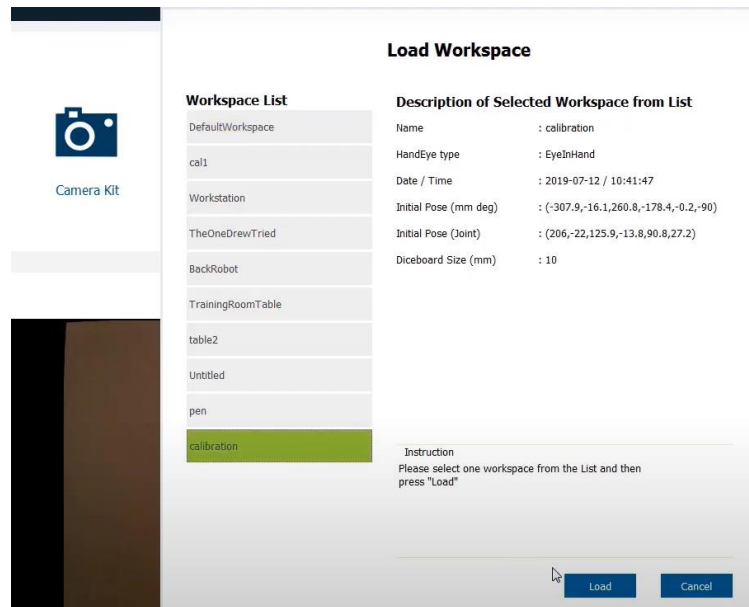 Load Workspace
Camera Kit
Workspace List
DefaultWorkspace
cal1
Workstation
TheOneDrewTried
BackRobot
TrainingRoomTable
table2
Untitled
pen
calibration
Description of Selected Workspace from List
Name : calibration
HandEye type : EyeInHand
Date / Time : 2019-07-12 / 10:41:47
Initial Pose (mm deg) : (-307.9,-16.1,260.8,-178.4,-0.2,-90)
Initial Pose (Joint) : (206,-22,125.9,-13.8,90.8,27.2)
Diceboard Size (mm) : 10
Instruction
Please select one workspace from the List and then
press "Load"
Load
Cancel